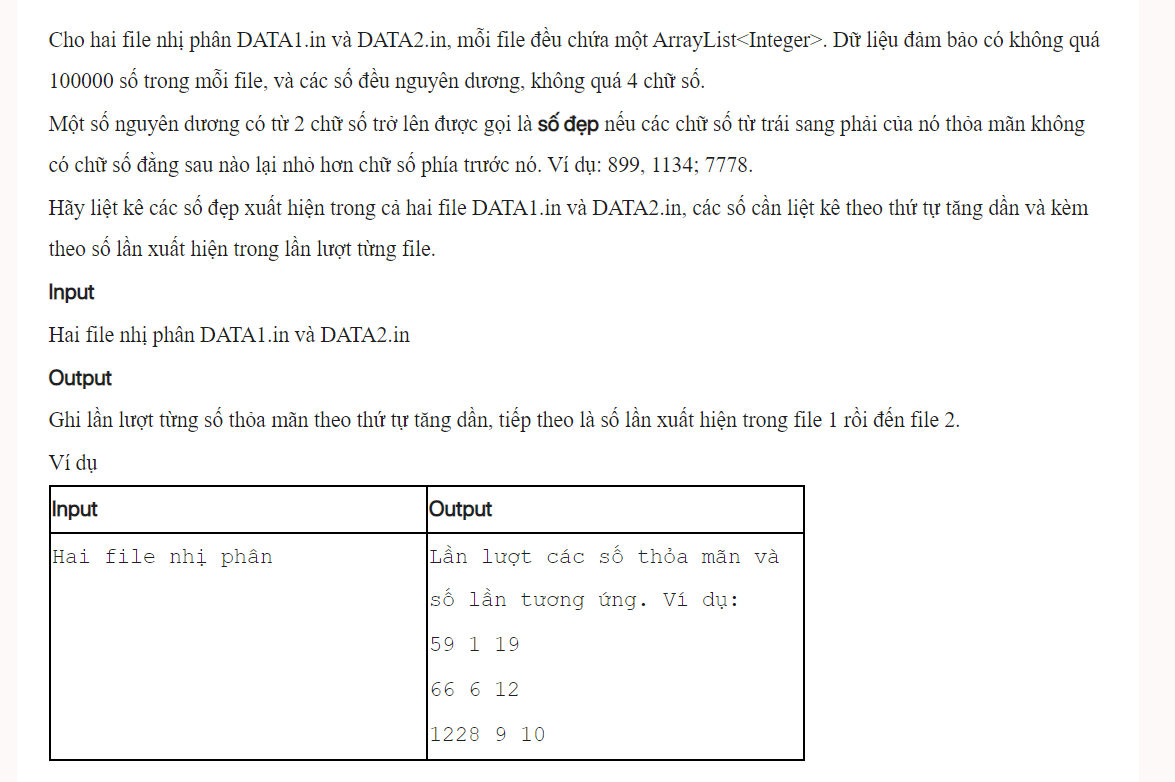 Cho hai file nhị phân DATA1.in và DATA2.in, mỗi file đều chứa một ArrayList<Integer>. Dữ liệu đảm bảo có không quá
100000 số trong mỗi file, và các số đều nguyên dương, không quá 4 chữ số.
Một số nguyên dương có từ 2 chữ số trở lên được gọi là số đẹp nếu các chữ số từ trái sang phải của nó thỏa mãn không
có chữ số đằng sau nào lại nhỏ hơn chữ số phía trước nó. Ví dụ: 899, 1134; 7778.
Hãy liệt kê các số đẹp xuất hiện trong cả hai file DATA1.in và DATA2.in, các số cần liệt kê theo thứ tự tăng dần và kèm
theo số lần xuất hiện trong lần lượt từng file.
Input
Hai file nhị phân DATA1.in và DATA2.in
Output
Ghi lần lượt từng số thỏa mãn theo thứ tự tăng dần, tiếp theo là số lần xuất hiện trong file 1 rồi đến file 2.
Ví dụ
Input
Output
Hai file nhị phân
Lần lượt các số thỏa mãn và
số lần tương ứng. Ví dụ:
59 1 19
66 6 12
1228 9 10